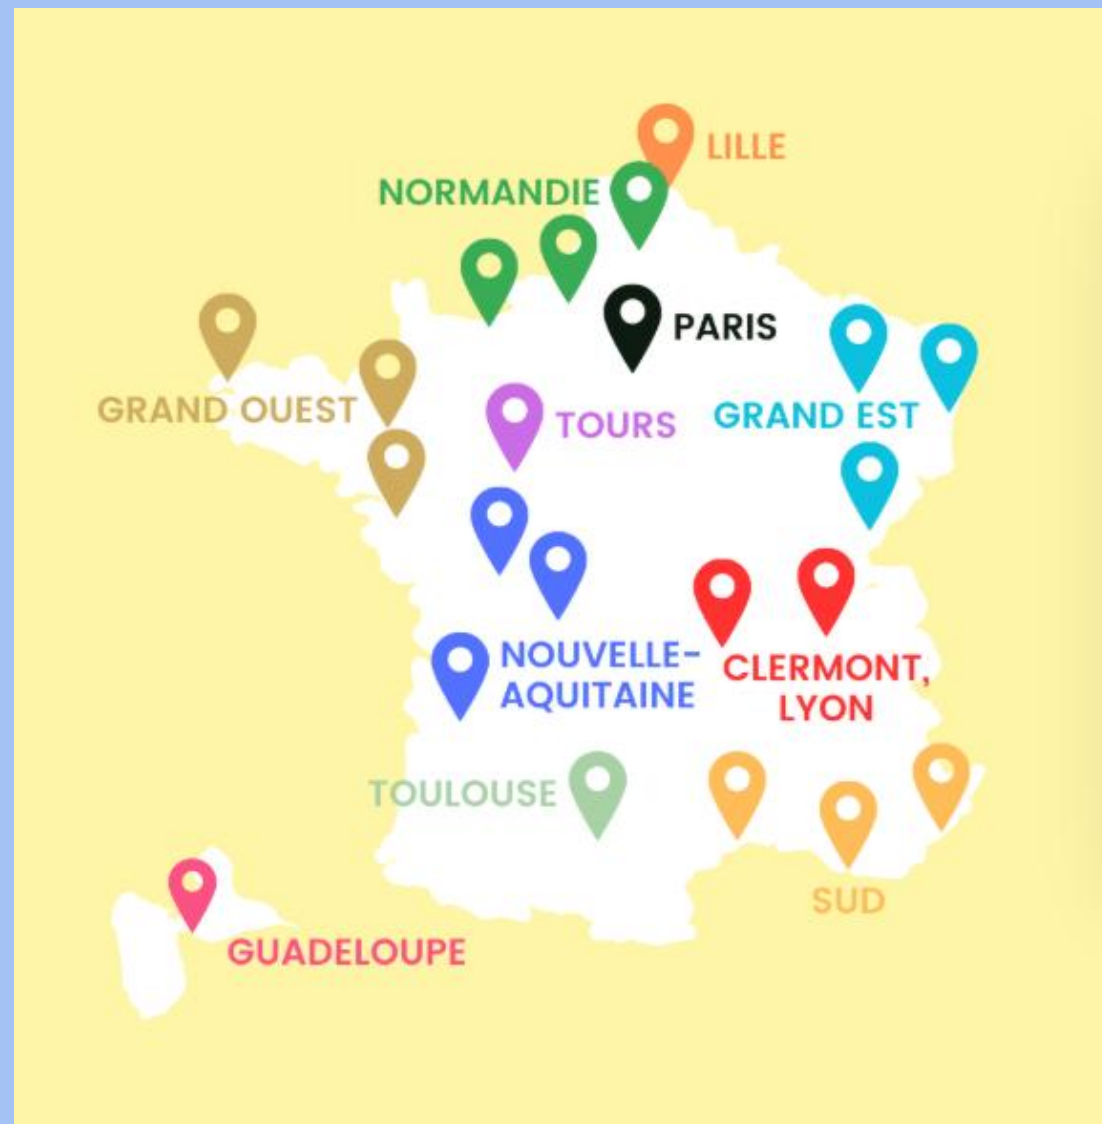 LILLE
NORMANDIE
PARIS
GRAND OUEST
TOURS
GRAND EST
NOUVELLE-
AQUITAINE
CLERMONT,
LYON
TOULOUSE
SUD
GUADELOUPE